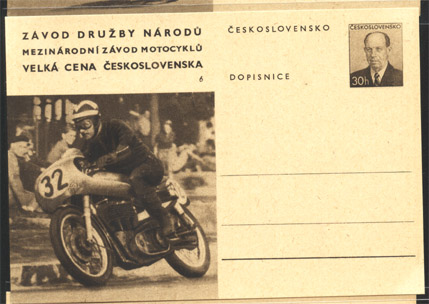 ZÁVOD DRUŽBY NÁRODŮ
MEZINÁRODNÍ ZÁVOD MOTOCYKLŮ
VELKÁ CENA ČESKOSLOVENSKA
6
ČESKOSLOVENSKO
DOPISNICE
ČESKOSLOVENSKO
30h
32